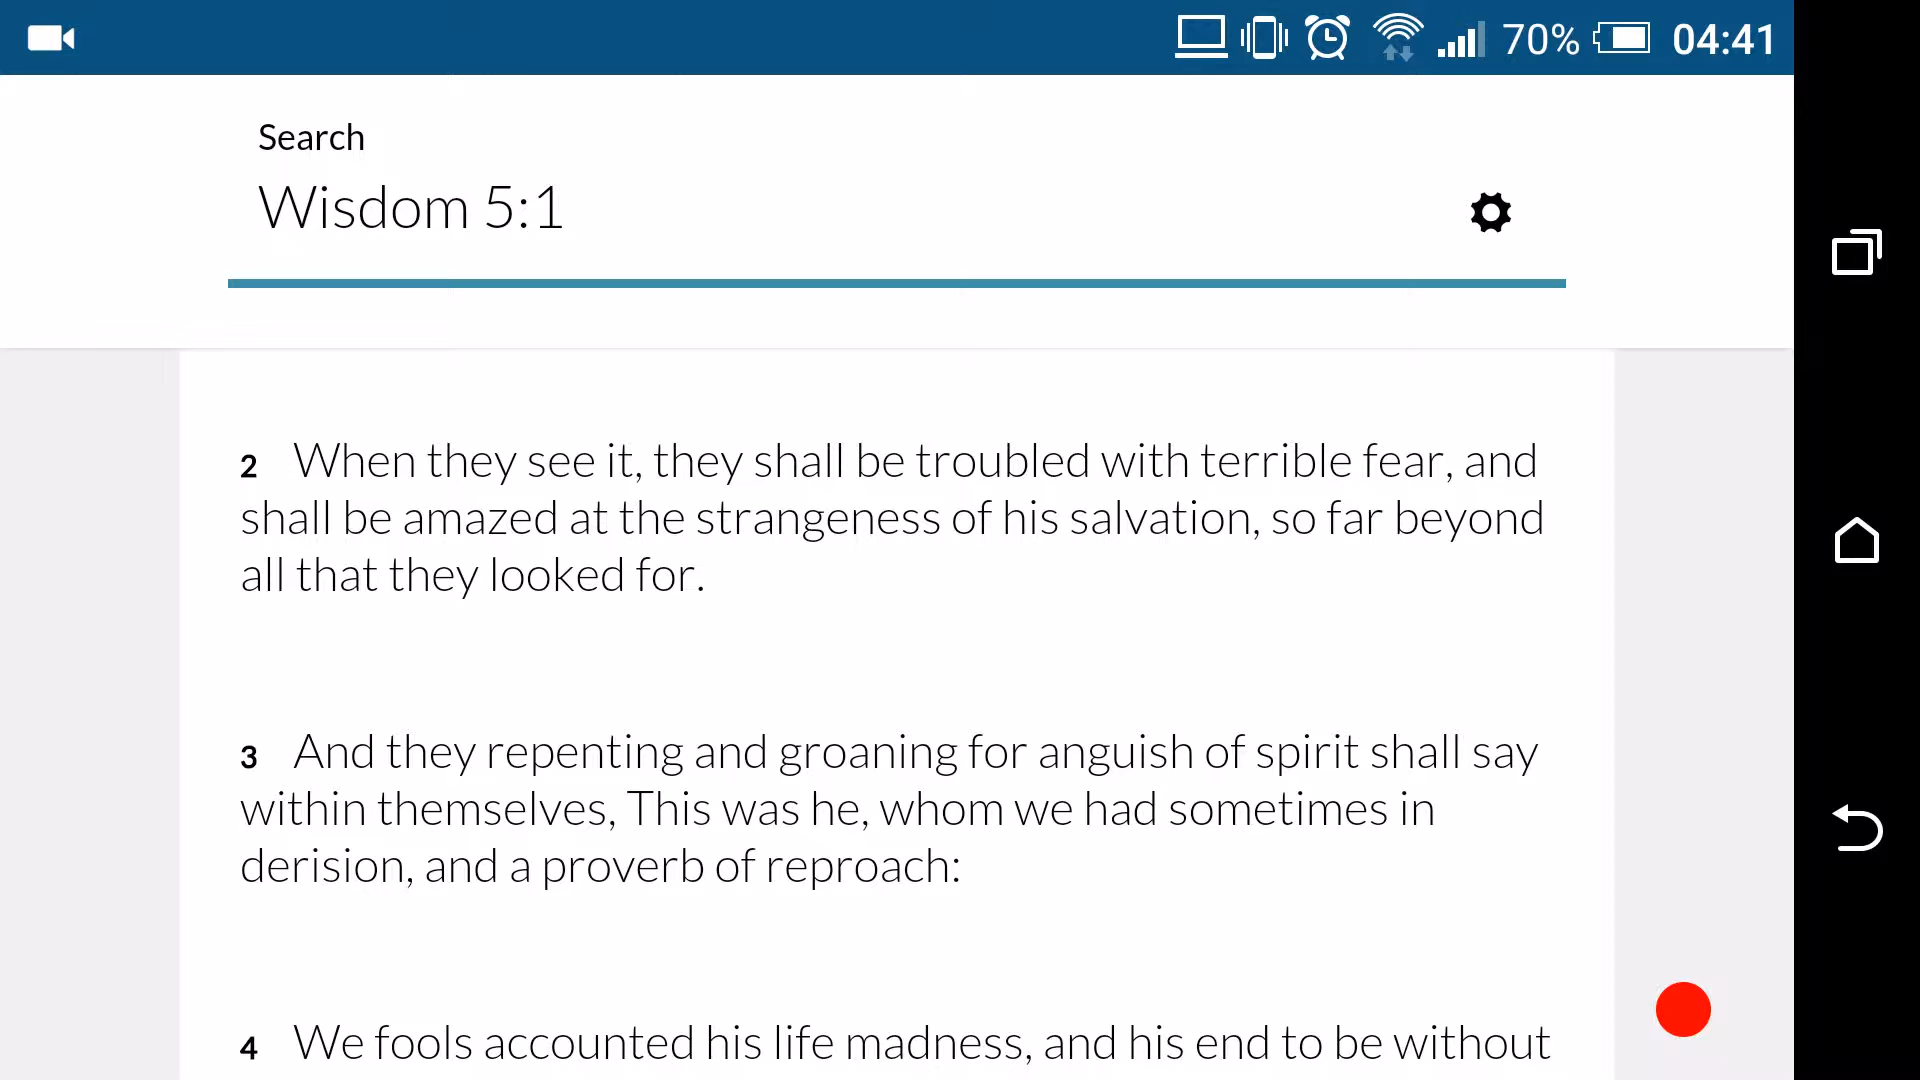 70% 04:41
Search
Wisdom 5:1
2 When they see it, they shall be troubled with terrible fear, and
shall be amazed at the strangeness of his salvation, so far beyond
all that they looked for.
3 And they repenting and groaning for anguish of spirit shall say
within themselves, This was he, whom we had sometimes in
derision, and a proverb of reproach:
4 We fools accounted his life madness, and his end to be without